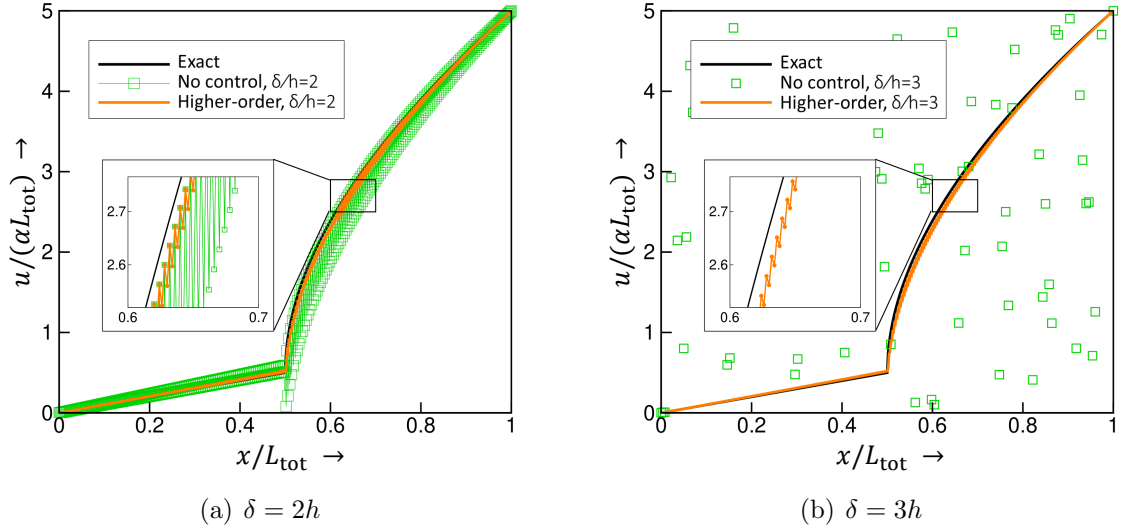 5
4
3
2
1
0
u/(αL_tot) →
Exact
No control, δ/h=2
Higher-order, δ/h=2
2.7
2.6
0.6
0.7
0
0.2
0.4
0.6
0.8
1
x/L_tot →
(a) δ = 2h
5
4
3
2
1
0
u/(αL_tot) →
Exact
No control, δ/h=3
Higher-order, δ/h=3
2.7
2.6
0.6
0.7
0
0.2
0.4
0.6
0.8
1
x/L_tot →
(b) δ = 3h